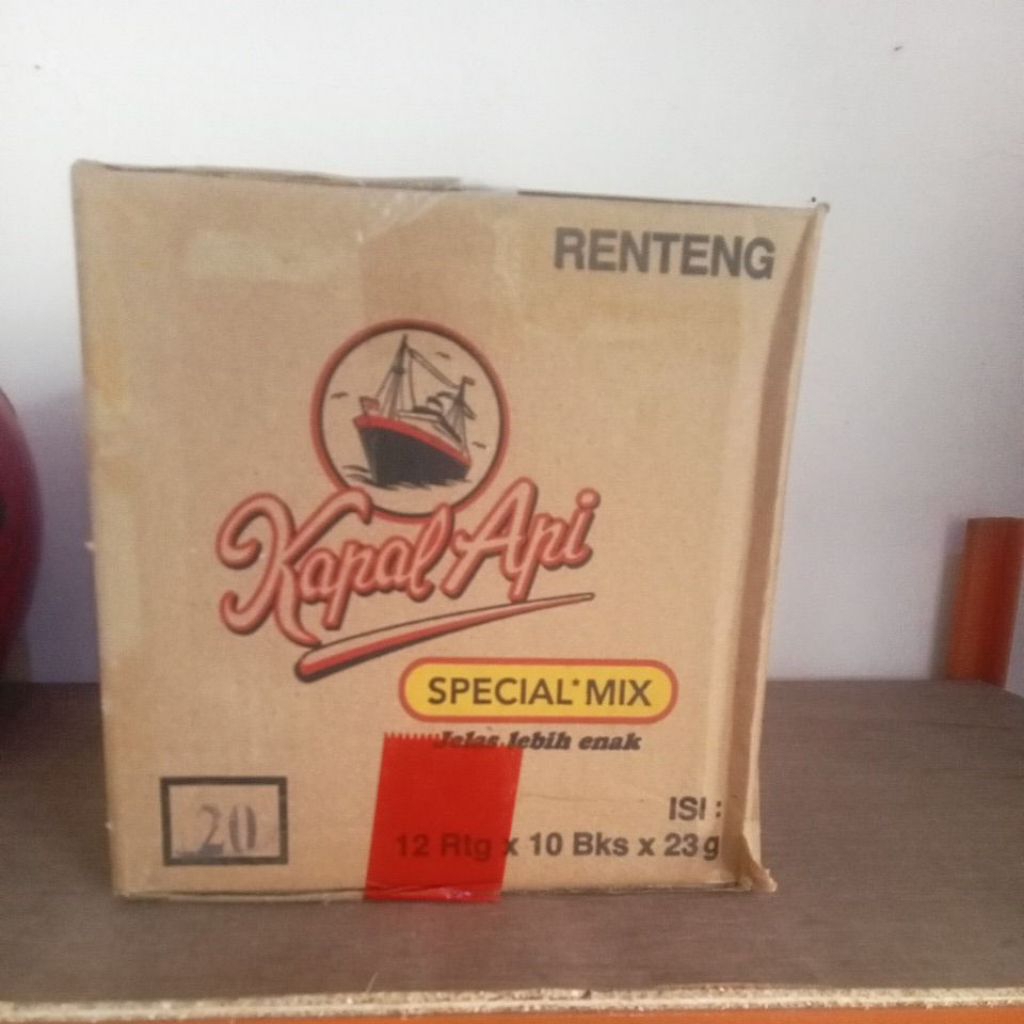 RENTENG
Kapal Api
SPECIAL* MIX
Jelas lebih enak
20
ISI :
12 Rtg x 10 Bks x 23 g